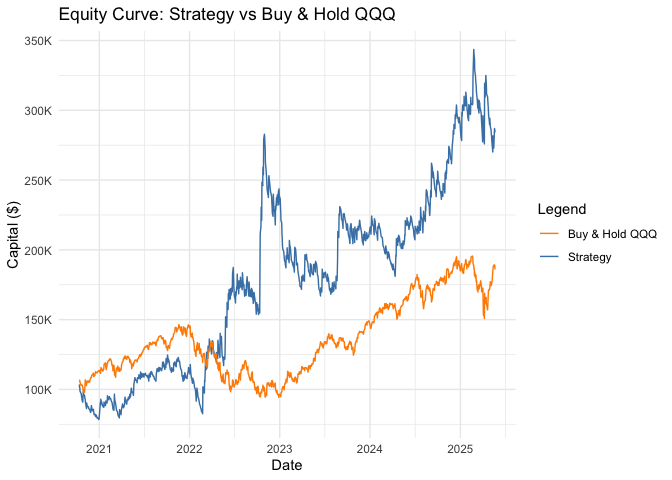 Equity Curve: Strategy vs Buy & Hold QQQ
350K
300K
250K
200K
150K
100K
Capital ($)
2021 2022 2023 2024 2025
Date
Legend
Buy & Hold QQQ
Strategy